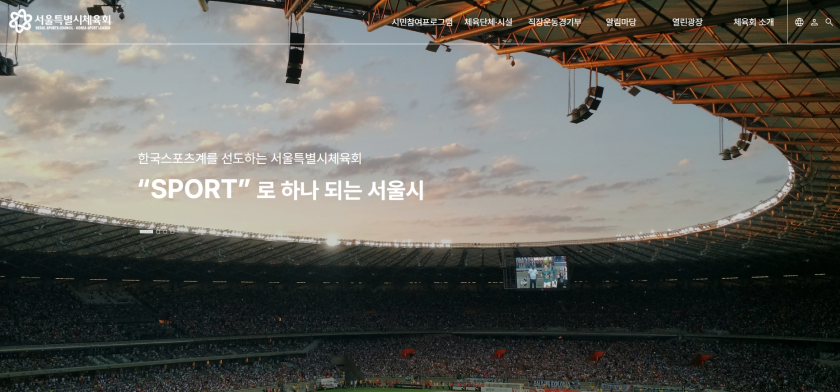 서울특별시체육회
SEOUL SPORTS COUNCIL
시민참여프로그램 체육단체·시설 직장운동경기부 알림마당 열린광장 체육회 소개
한국스포츠계를 선도하는 서울특별시체육회
“SPORT” 로 하나 되는 서울시